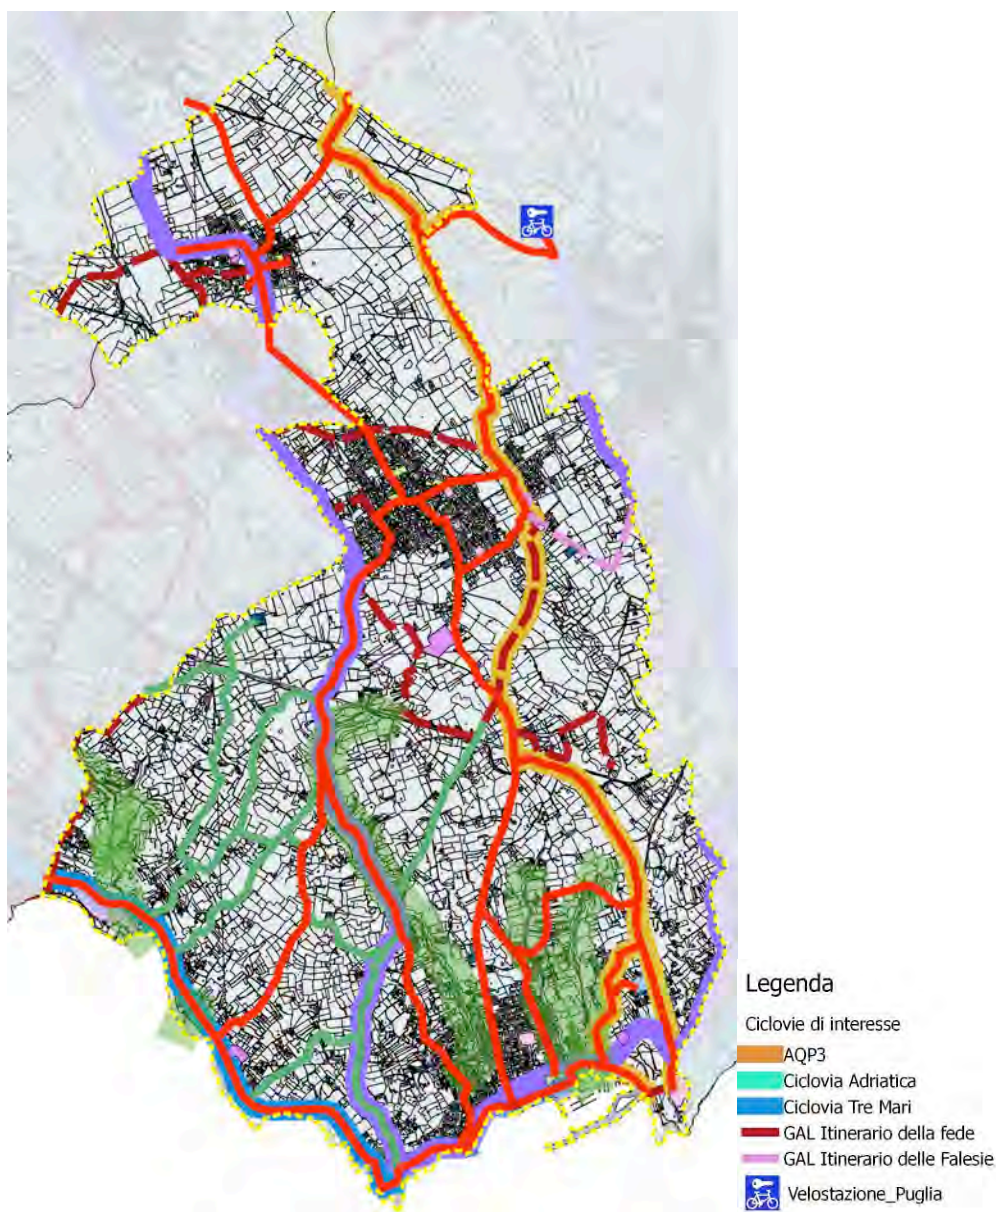 Legenda
Ciclovie di interesse
AQP3
Ciclovia Adriatica
Ciclovia Tre Mari
GAL Itinerario della fede
GAL Itinerario delle Falesie
Velostazione_Puglia